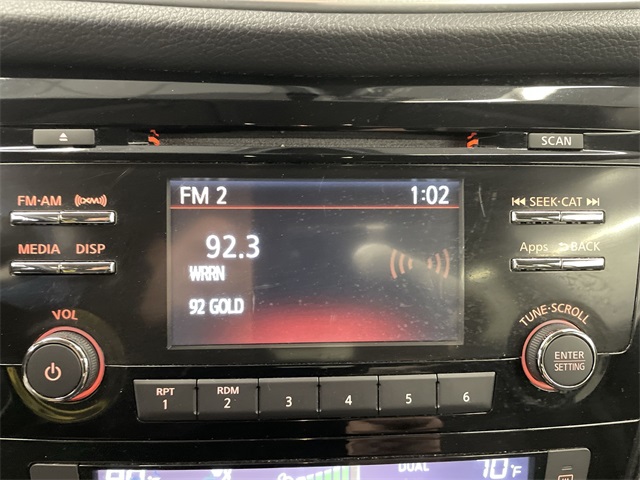 SCAN
FM·AM (XM) SEEK·CAT
MEDIA DISP Apps BACK
FM 2 1:02
92.3
WRRN
92 GOLD
VOL TUNE·SCROLL
ENTER
SETTING
RPT RDM
1 2 3 4 5 6
DUAL °F